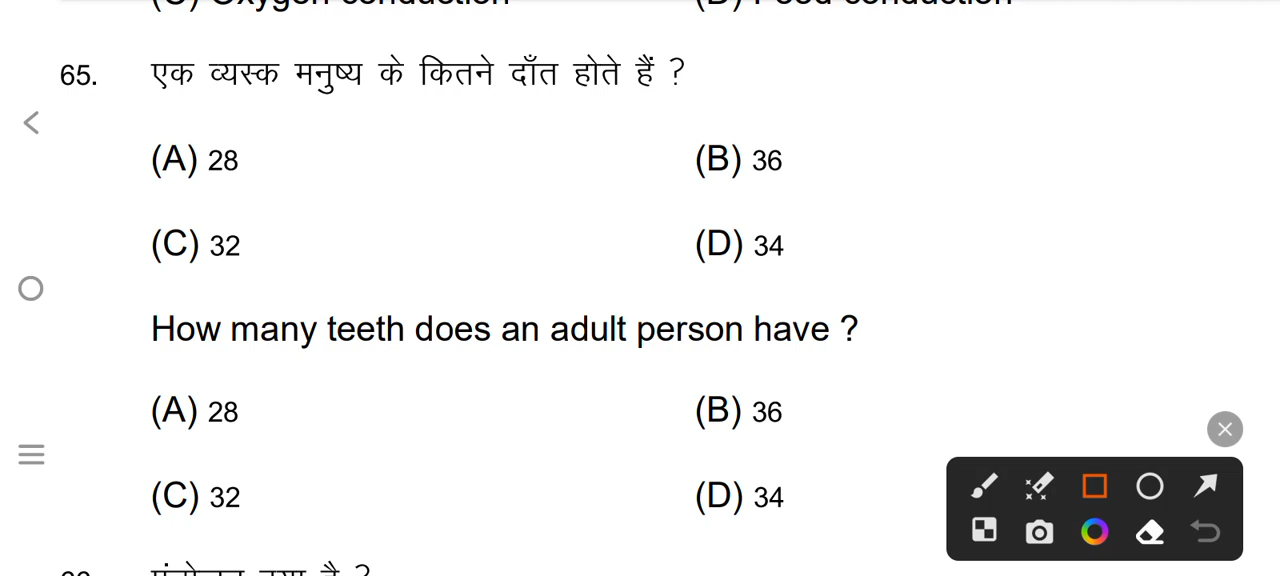 65. एक व्यस्क मनुष्य के कितने दाँत होते हैं ?
(A) 28 (B) 36
(C) 32 (D) 34
How many teeth does an adult person have ?
(A) 28 (B) 36
(C) 32 (D) 34